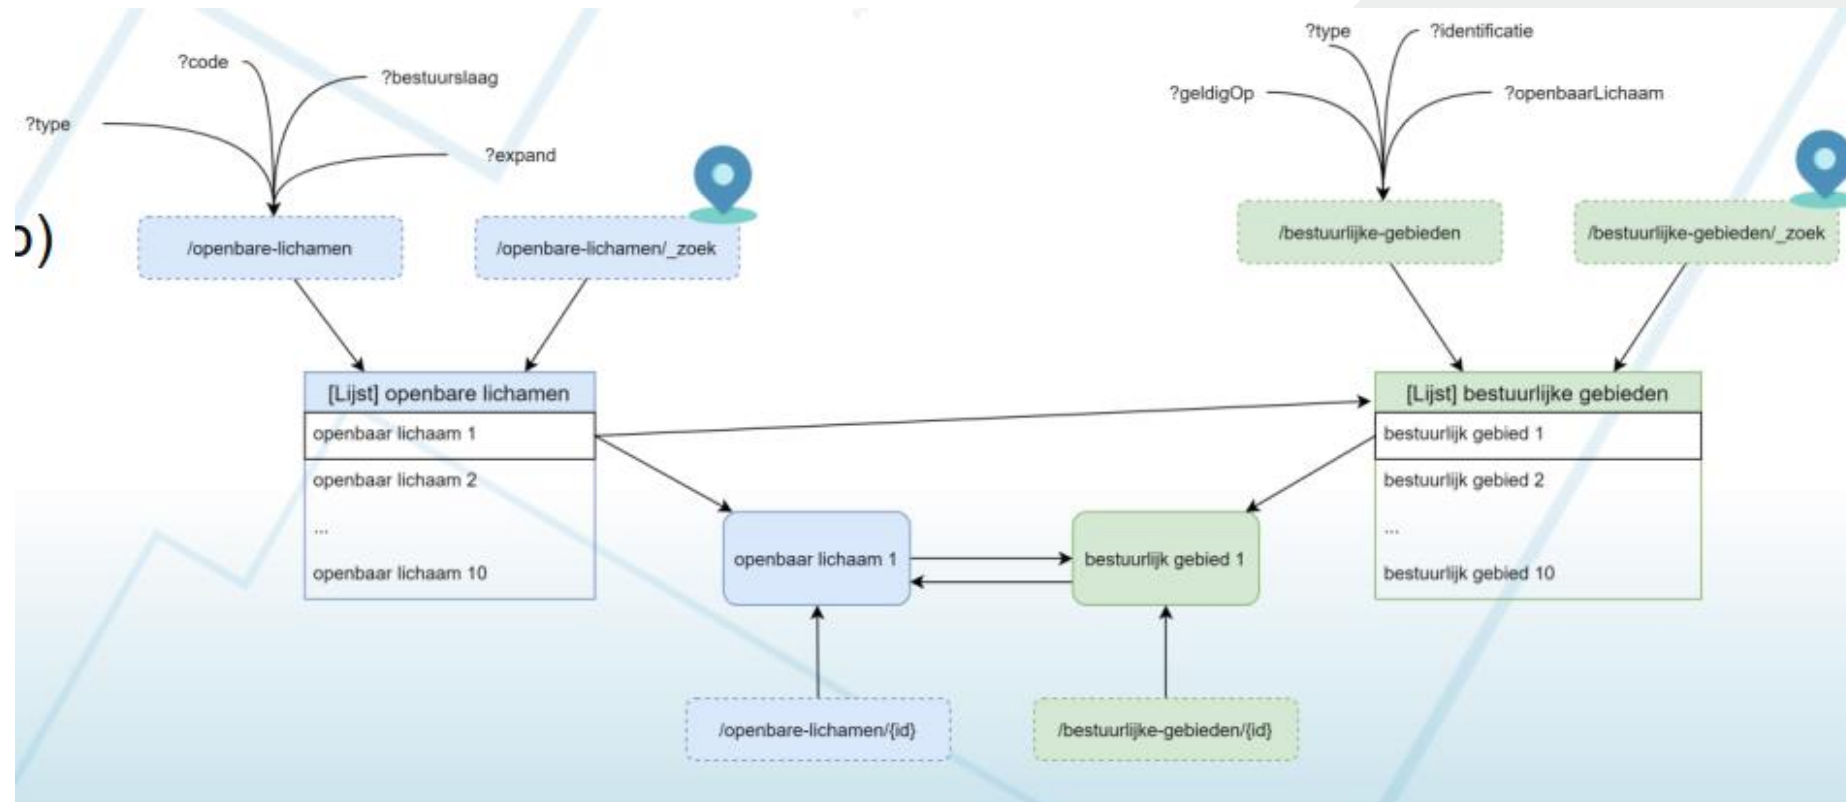 ?type
?identificatie
?code
?bestuurslaag
?geldigOp
?openbaarLichaam
?type
?expand
/openbare-lichamen
/openbare-lichamen/_zoek
/bestuurlijke-gebieden
/bestuurlijke-gebieden/_zoek
[Lijst] openbare lichamen
openbaar lichaam 1
openbaar lichaam 2
...
openbaar lichaam 10
[Lijst] bestuurlijke gebieden
bestuurlijk gebied 1
bestuurlijk gebied 2
...
bestuurlijk gebied 10
openbaar lichaam 1
bestuurlijk gebied 1
/openbare-lichamen/{id}
/bestuurlijke-gebieden/{id}